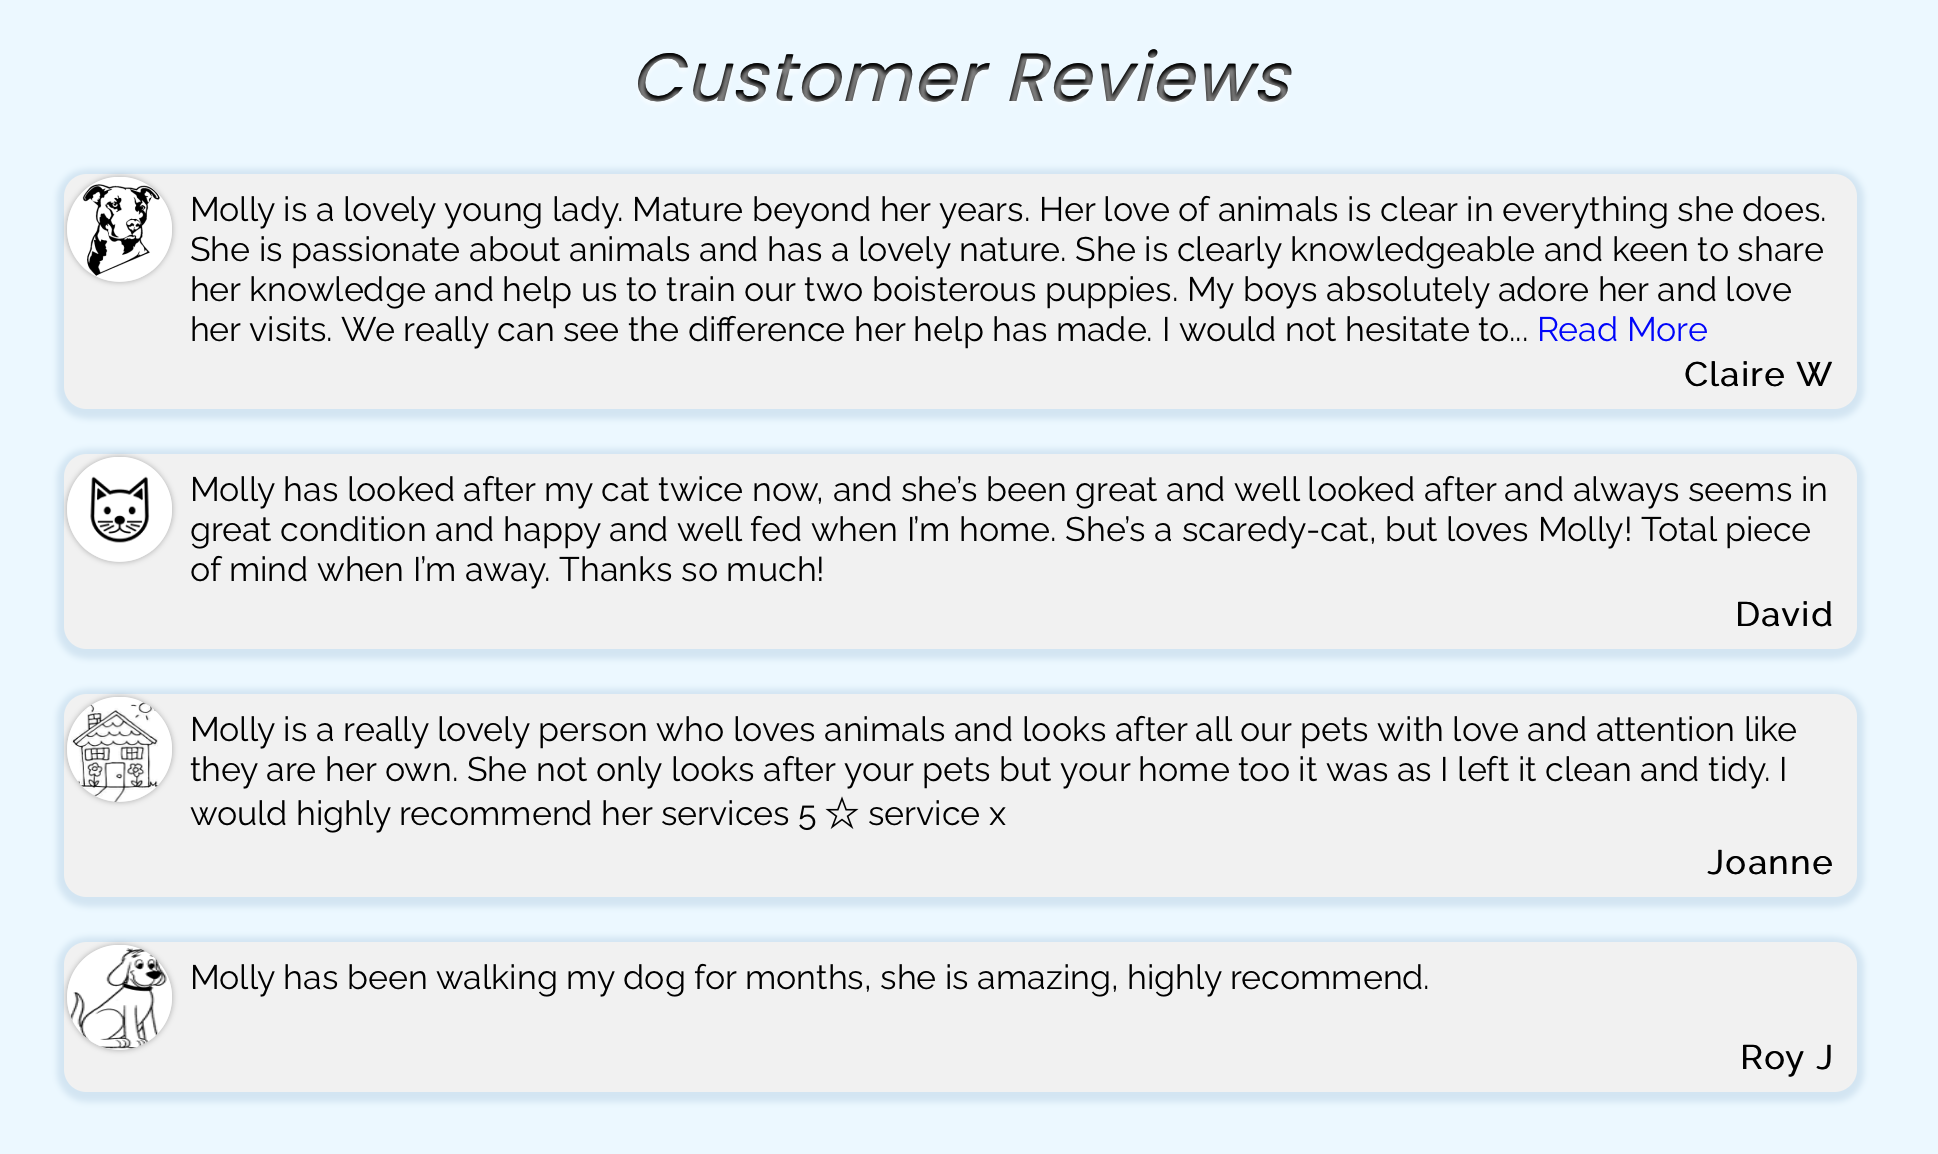 Customer Reviews
Molly is a lovely young lady. Mature beyond her years. Her love of animals is clear in everything she does.
She is passionate about animals and has a lovely nature. She is clearly knowledgeable and keen to share
her knowledge and help us to train our two boisterous puppies. My boys absolutely adore her and love
her visits. We really can see the difference her help has made. I would not hesitate to... Read More
Claire W
Molly has looked after my cat twice now, and she’s been great and well looked after and always seems in
great condition and happy and well fed when I’m home. She’s a scaredy-cat, but loves Molly! Total piece
of mind when I’m away. Thanks so much!
David
Molly is a really lovely person who loves animals and looks after all our pets with love and attention like
they are her own. She not only looks after your pets but your home too it was as I left it clean and tidy. I
would highly recommend her services 5 ☆ service x
Joanne
Molly has been walking my dog for months, she is amazing, highly recommend.
Roy J